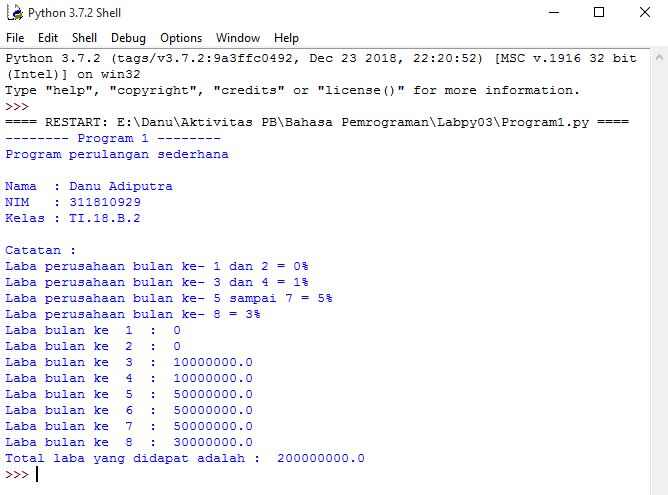 Python 3.7.2 Shell
File Edit Shell Debug Options Window Help
Python 3.7.2 (tags/v3.7.2:9a3ffc0492, Dec 23 2018, 22:20:52) [MSC v.1916 32 bit
(Intel)] on win32
Type "help", "copyright", "credits" or "license()" for more information.
>>>
==== RESTART: E:\Danu\Aktivitas PB\Bahasa Pemrograman\Labpy03\Program1.py ====
-------- Program 1 --------
Program perulangan sederhana
Nama  : Danu Adiputra
NIM   : 311810929
Kelas : TI.18.B.2
Catatan :
Laba perusahaan bulan ke- 1 dan 2 = 0%
Laba perusahaan bulan ke- 3 dan 4 = 1%
Laba perusahaan bulan ke- 5 sampai 7 = 5%
Laba perusahaan bulan ke- 8 = 3%
Laba bulan ke  1  :  0
Laba bulan ke  2  :  0
Laba bulan ke  3  :  10000000.0
Laba bulan ke  4  :  10000000.0
Laba bulan ke  5  :  50000000.0
Laba bulan ke  6  :  50000000.0
Laba bulan ke  7  :  50000000.0
Laba bulan ke  8  :  30000000.0
Total laba yang didapat adalah :  200000000.0
>>>